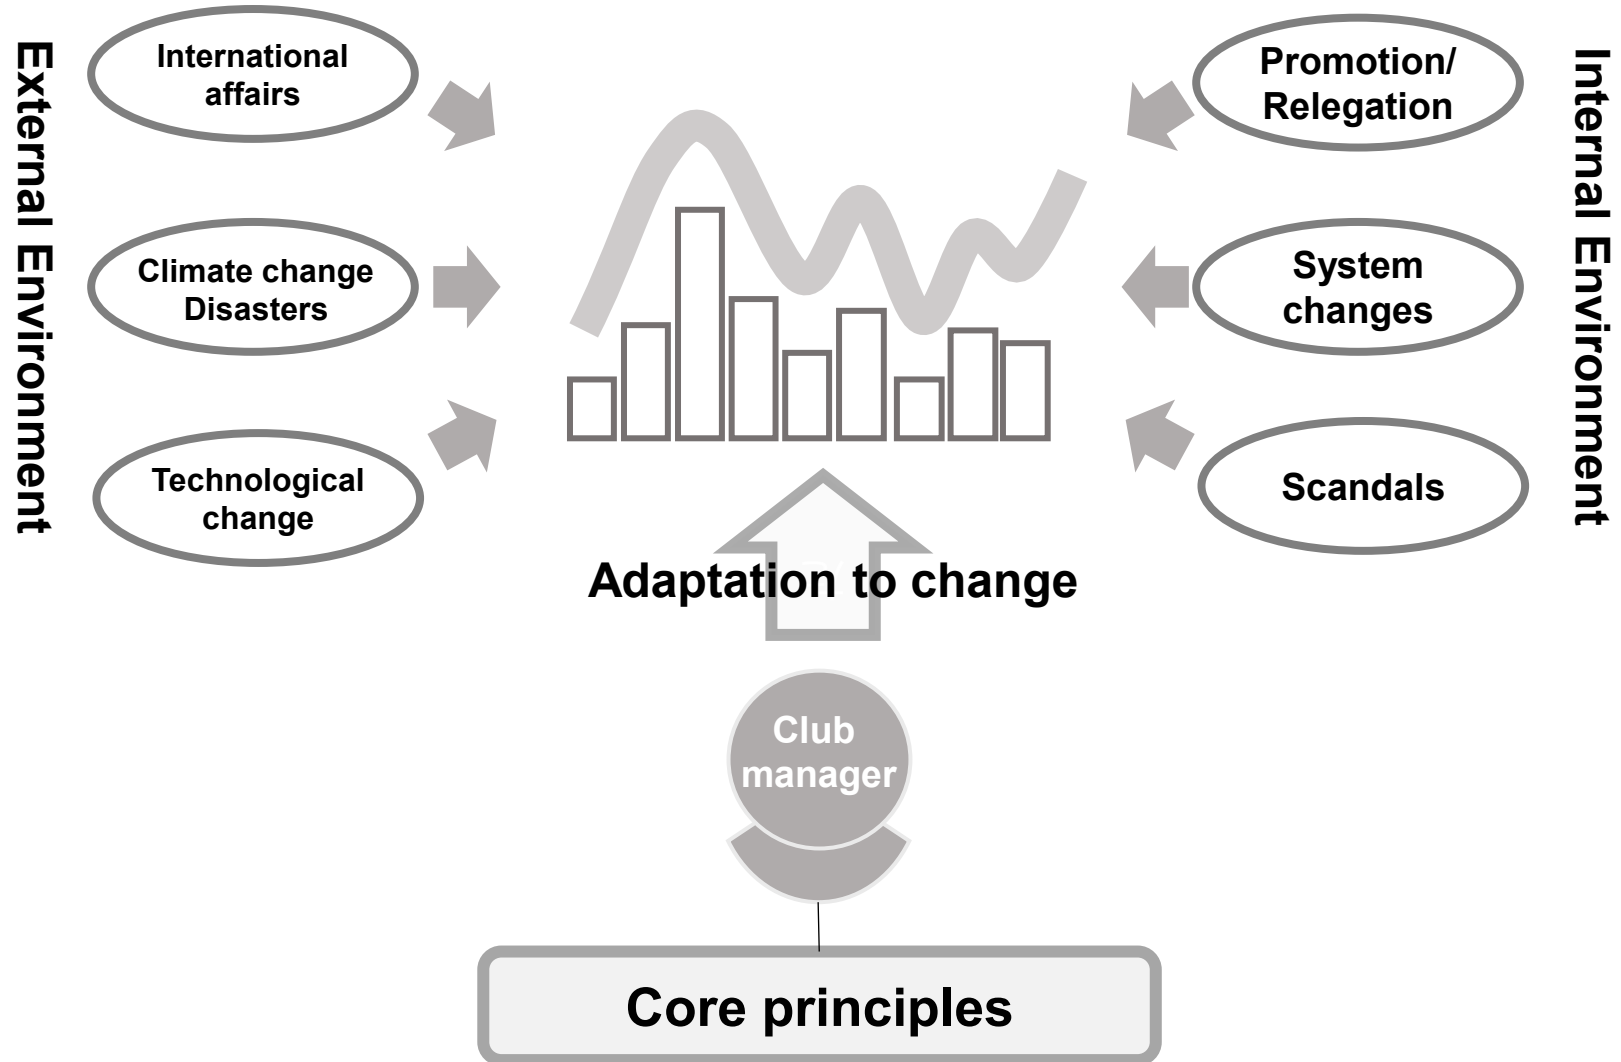 External Environment
International
affairs
Climate change
Disasters
Technological
change
Promotion/
Relegation
System
changes
Scandals
Internal Environment
Adaptation to change
Club
manager
Core principles